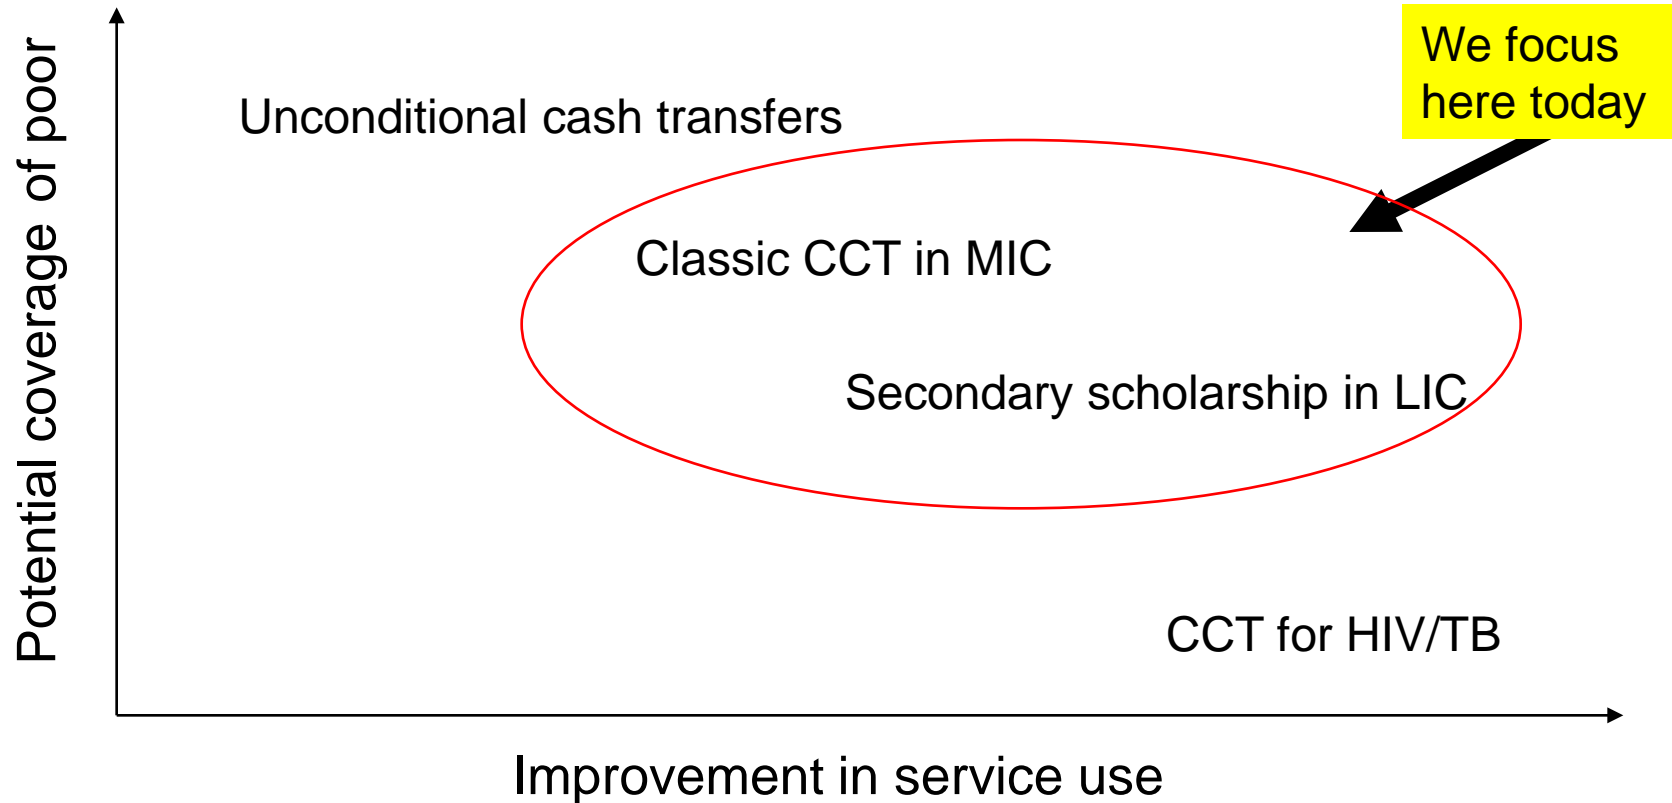 Potential coverage of poor
We focus
here today
Unconditional cash transfers
Classic CCT in MIC
Secondary scholarship in LIC
CCT for HIV/TB
Improvement in service use